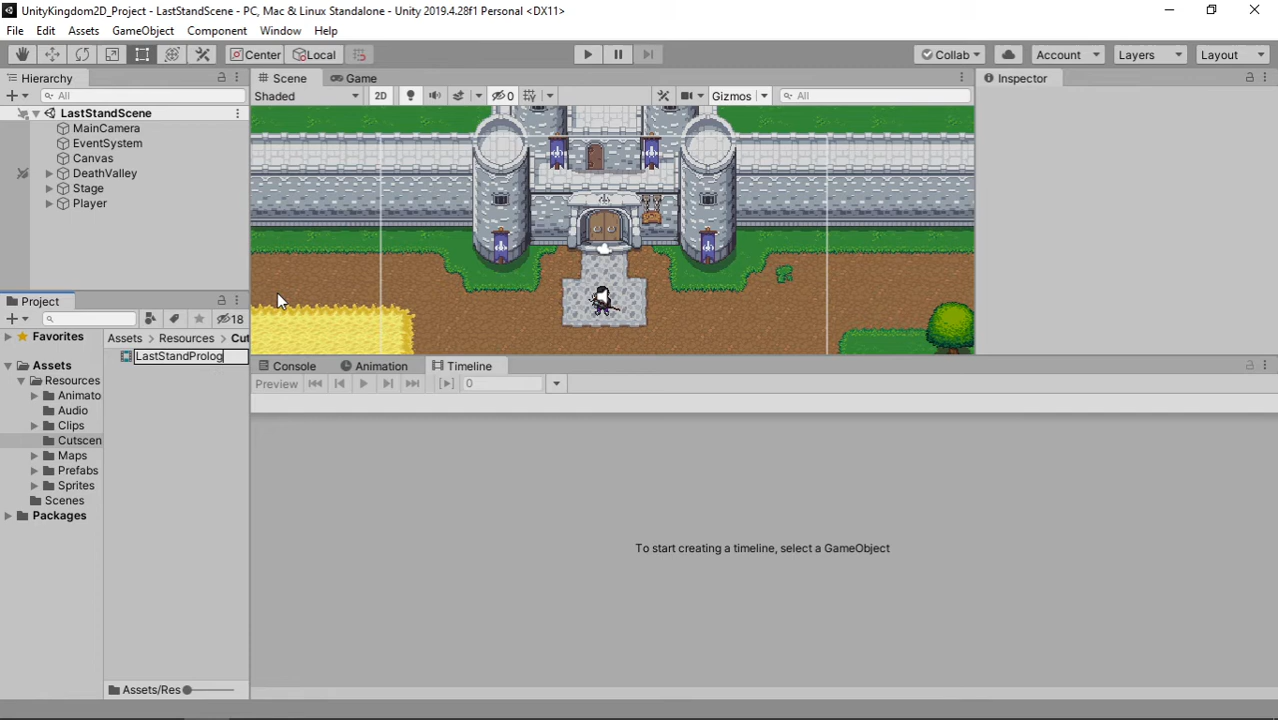 UnityKingdom2D_Project - LastStandScene - PC, Mac & Linux Standalone - Unity 2019.4.28f1 Personal <DX11>
File Edit Assets GameObject Component Window Help
Center Local Collab Account Layers Layout
Hierarchy Scene Game Inspector
All Shaded 2D 0 Gizmos All
LastStandScene
MainCamera
EventSystem
Canvas
DeathValley
Stage
Player
Project
18
Favorites Assets Resources Cut
LastStandProlog
Assets
Resources
Animato
Audio
Clips
Cutscen
Maps
Prefabs
Sprites
Scenes
Packages
Assets/Res
Console Animation Timeline
Preview 0
To start creating a timeline, select a GameObject